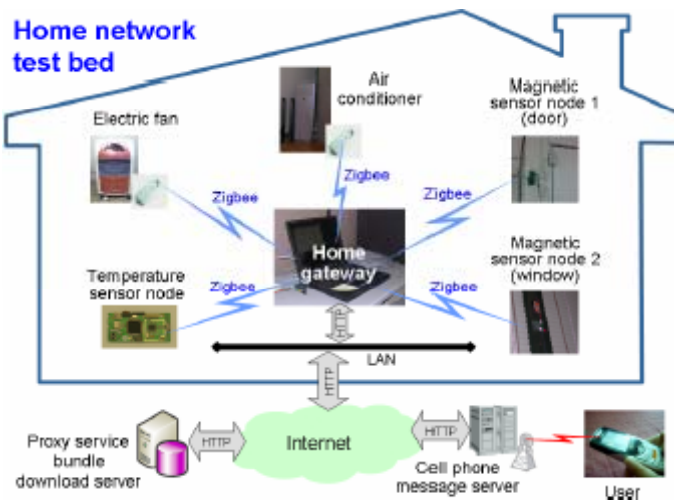 Home network
test bed
Air
conditioner
Magnetic
sensor node 1
(door)
Electric fan
Zigbee
Zigbee
Zigbee
Home
gateway
Magnetic
sensor node 2
(window)
Temperature
sensor node
Zigbee
Zigbee
HTTP
LAN
HTTP
Proxy service
bundle
download server
HTTP
Internet
HTTP
Cell phone
message server
User